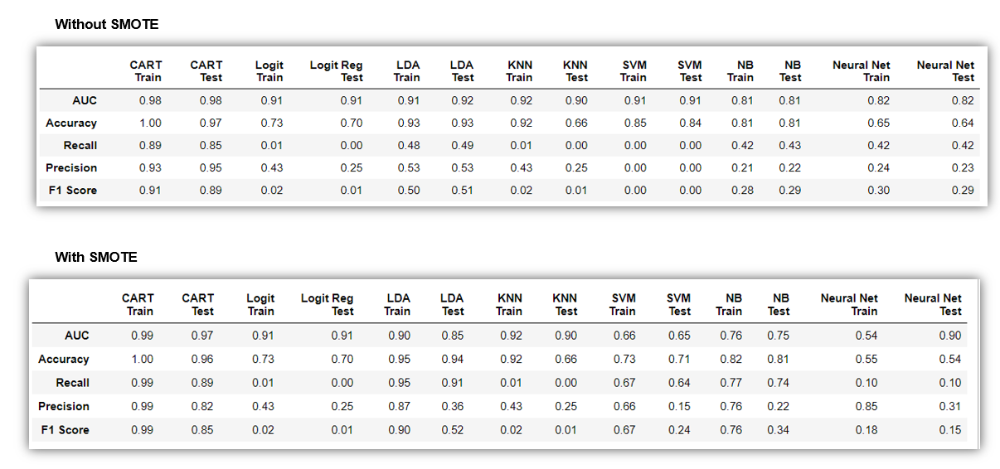 Without SMOTE
CART Train CART Test Logit Train Logit Reg Test LDA Train LDA Test KNN Train KNN Test SVM Train SVM Test NB Train NB Test Neural Net Train Neural Net Test
AUC 0.98 0.98 0.91 0.91 0.91 0.92 0.92 0.90 0.91 0.91 0.81 0.81 0.82 0.82
Accuracy 1.00 0.97 0.73 0.70 0.93 0.93 0.92 0.66 0.85 0.84 0.81 0.81 0.65 0.64
Recall 0.89 0.85 0.01 0.00 0.48 0.49 0.01 0.00 0.00 0.00 0.42 0.43 0.42 0.42
Precision 0.93 0.95 0.43 0.25 0.53 0.53 0.43 0.25 0.00 0.00 0.21 0.22 0.24 0.23
F1 Score 0.91 0.89 0.02 0.01 0.50 0.51 0.02 0.01 0.00 0.00 0.28 0.29 0.30 0.29
With SMOTE
CART Train CART Test Logit Train Logit Reg Test LDA Train LDA Test KNN Train KNN Test SVM Train SVM Test NB Train NB Test Neural Net Train Neural Net Test
AUC 0.99 0.97 0.91 0.91 0.90 0.85 0.92 0.90 0.66 0.65 0.76 0.75 0.54 0.90
Accuracy 1.00 0.96 0.73 0.70 0.95 0.94 0.92 0.66 0.73 0.71 0.82 0.81 0.55 0.54
Recall 0.99 0.89 0.01 0.00 0.95 0.91 0.01 0.00 0.67 0.64 0.77 0.74 0.10 0.10
Precision 0.99 0.82 0.43 0.25 0.87 0.36 0.43 0.25 0.66 0.15 0.76 0.22 0.85 0.31
F1 Score 0.99 0.85 0.02 0.01 0.90 0.52 0.02 0.01 0.67 0.24 0.76 0.34 0.18 0.15